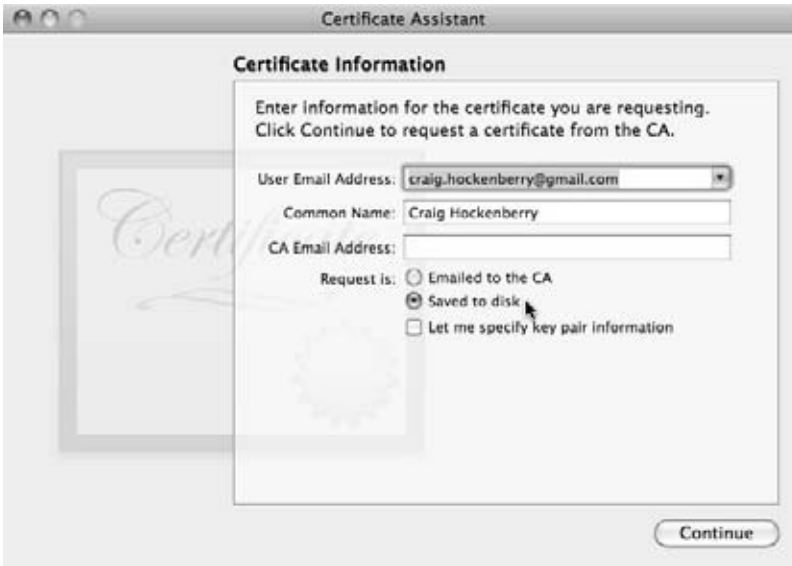 Certificate Assistant
Certificate Information
Enter information for the certificate you are requesting.
Click Continue to request a certificate from the CA.
User Email Address: craig.hockenberry@gmail.com
Common Name: Craig Hockenberry
CA Email Address:
Request is: Emailed to the CA
Saved to disk
Let me specify key pair information
Certificate
Continue